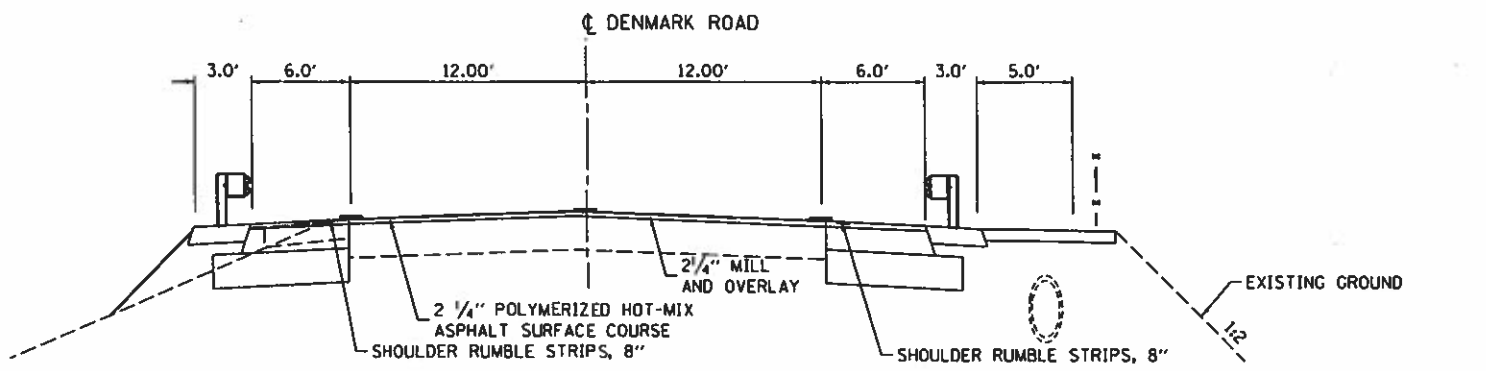 ℄ DENMARK ROAD
3.0' 6.0' 12.00' 12.00' 6.0' 3.0' 5.0'
2 1/4" MILL
AND OVERLAY
EXISTING GROUND
1:2
2 1/4" POLYMERIZED HOT-MIX
ASPHALT SURFACE COURSE
SHOULDER RUMBLE STRIPS, 8"
SHOULDER RUMBLE STRIPS, 8"